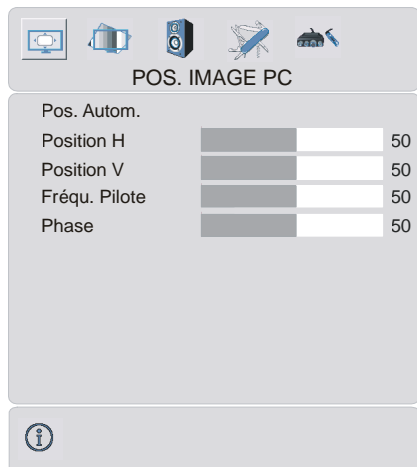 POS. IMAGE PC
Pos. Autom.
Position H 50
Position V 50
Fréqu. Pilote 50
Phase 50